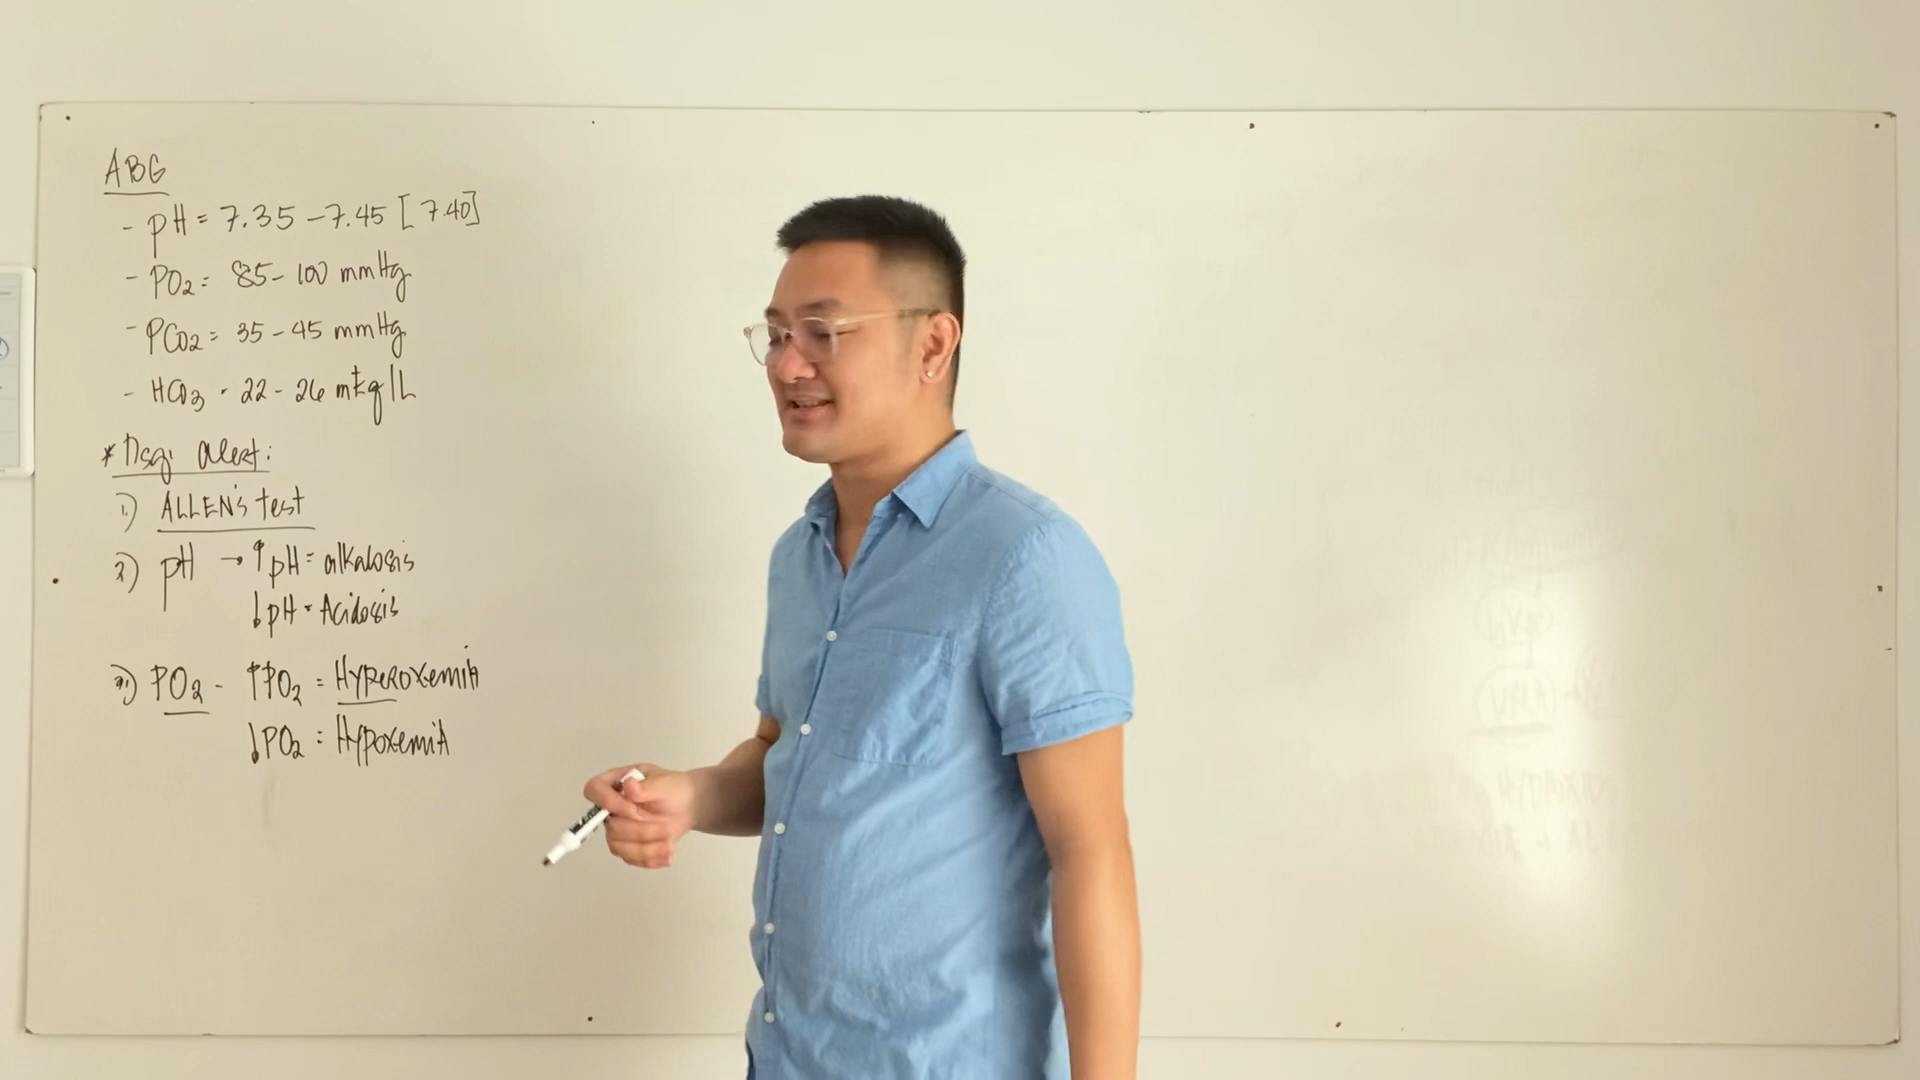 ABG
- pH = 7.35 - 7.45 [7.40]
- PO2 = 85 - 100 mmHg
- PCO2 = 35 - 45 mmHg
- HCO3 = 22 - 26 mEq/L
* Nsg. alert:
1) ALLEN's test
2) pH → ↑pH = alkalosis
↓pH = Acidosis
3) PO2 - ↑PO2 = HypeRoxemiA
↓PO2 = HypoxemiA